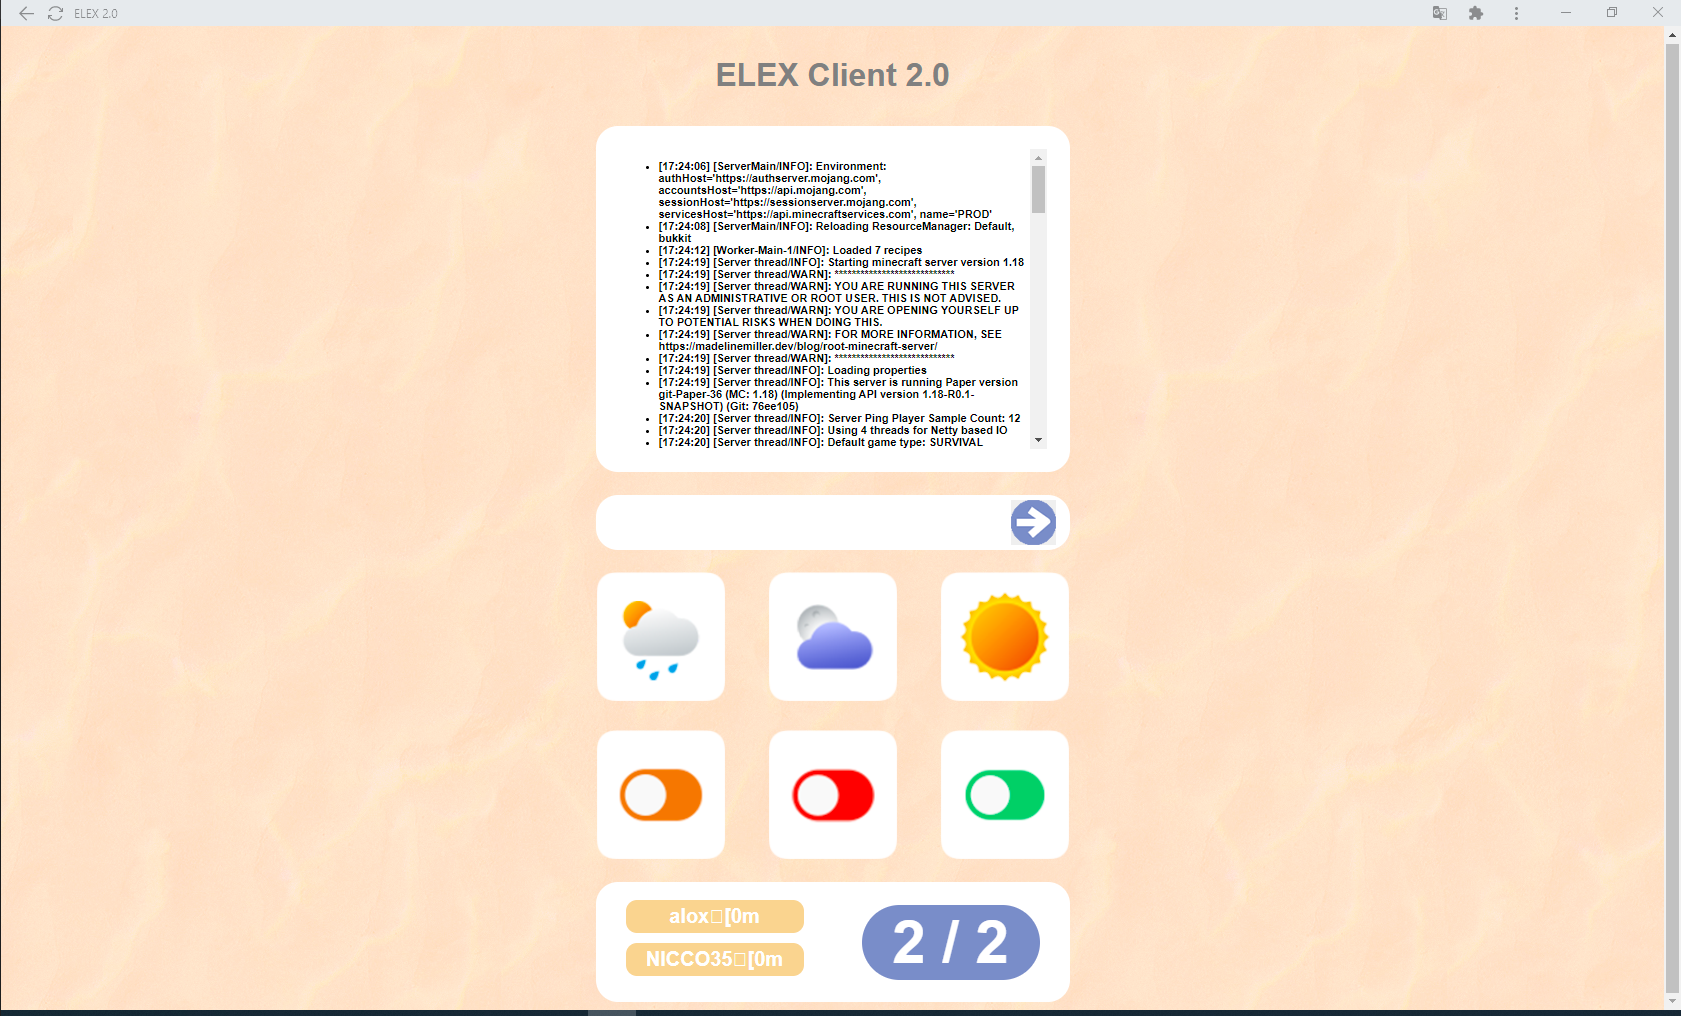 ELEX 2.0
ELEX Client 2.0
[17:24:06] [ServerMain/INFO]: Environment:
authHost='https://authserver.mojang.com',
accountsHost='https://api.mojang.com',
sessionHost='https://sessionserver.mojang.com',
servicesHost='https://api.minecraftservices.com', name='PROD'
[17:24:08] [ServerMain/INFO]: Reloading ResourceManager: Default,
bukkit
[17:24:12] [Worker-Main-1/INFO]: Loaded 7 recipes
[17:24:19] [Server thread/INFO]: Starting minecraft server version 1.18
[17:24:19] [Server thread/WARN]: ****************************
[17:24:19] [Server thread/WARN]: YOU ARE RUNNING THIS SERVER
AS AN ADMINISTRATIVE OR ROOT USER. THIS IS NOT ADVISED.
[17:24:19] [Server thread/WARN]: YOU ARE OPENING YOURSELF UP
TO POTENTIAL RISKS WHEN DOING THIS.
[17:24:19] [Server thread/WARN]: FOR MORE INFORMATION, SEE
https://madelinemiller.dev/blog/root-minecraft-server/
[17:24:19] [Server thread/WARN]: ****************************
[17:24:19] [Server thread/INFO]: Loading properties
[17:24:19] [Server thread/INFO]: This server is running Paper version
git-Paper-36 (MC: 1.18) (Implementing API version 1.18-R0.1-
SNAPSHOT) (Git: 76ee105)
[17:24:20] [Server thread/INFO]: Server Ping Player Sample Count: 12
[17:24:20] [Server thread/INFO]: Using 4 threads for Netty based IO
[17:24:20] [Server thread/INFO]: Default game type: SURVIVAL
alox□[0m
NICCO35□[0m
2 / 2